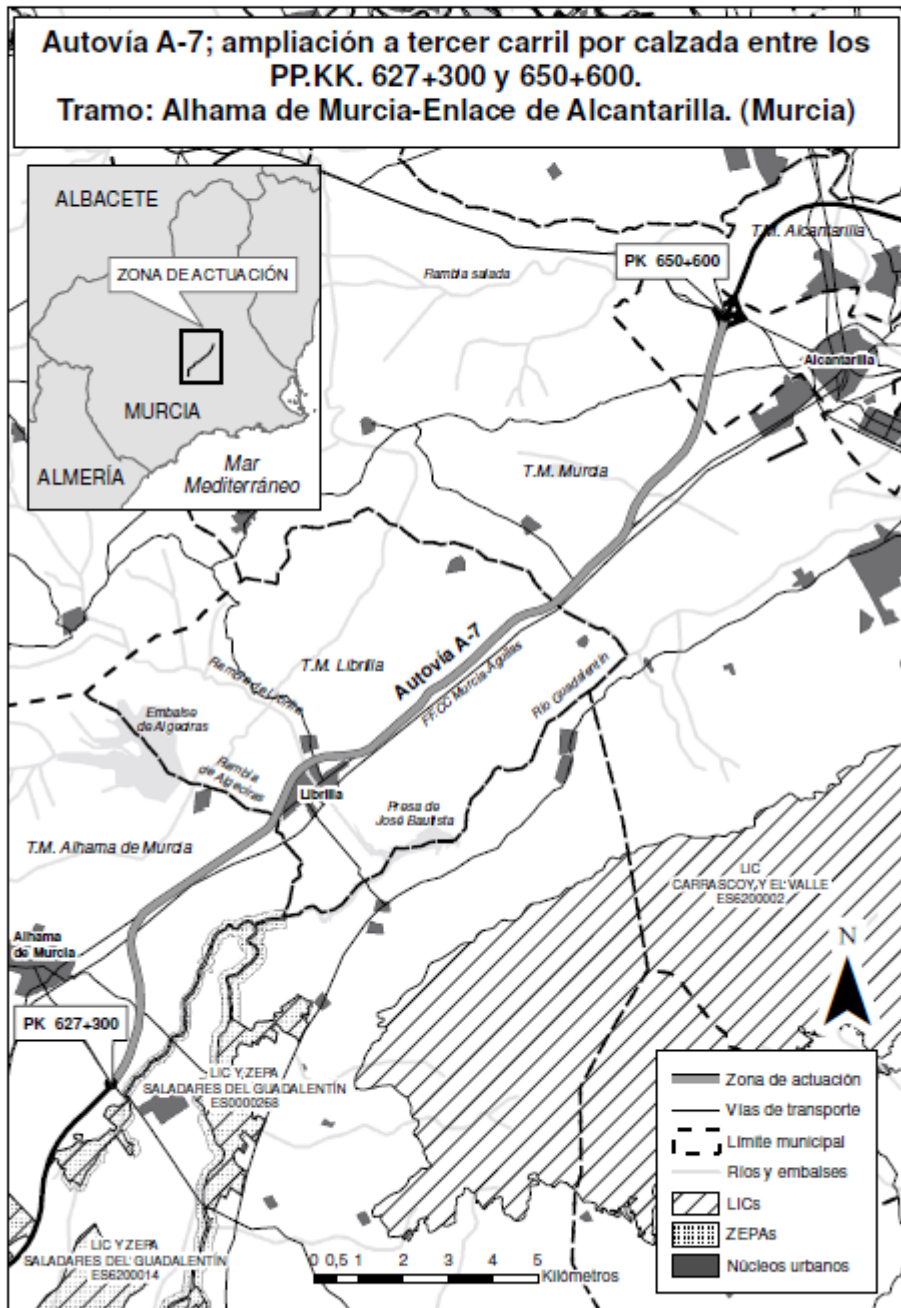 Autovía A-7; ampliación a tercer carril por calzada entre los
PP.KK. 627+300 y 650+600.
Tramo: Alhama de Murcia-Enlace de Alcantarilla. (Murcia)
ALBACETE
ZONA DE ACTUACIÓN
MURCIA
ALMERÍA
Mar
Mediterráneo
T.M. Alcantarilla
PK 650+600
Rambla salada
Alcantarilla
T.M. Murcia
T.M. Librilla
Autovía A-7
FF.CC Murcia-Águilas
Río Guadalentín
Rambla de Librilla
Embalse
de Algeciras
Rambla
de Algeciras
Librilla
Presa de
José Bautista
T.M. Alhama de Murcia
LIC
CARRASCOY Y EL VALLE
ES6200002
Alhama
de Murcia
N
PK 627+300
LIC Y ZEPA
SALADARES DEL GUADALENTÍN
ES0000268
LIC Y ZEPA
SALADARES DEL GUADALENTÍN
ES6200014
0 0,5 1 2 3 4 5
Kilómetros
Zona de actuación
Vías de transporte
Límite municipal
Ríos y embalses
LICs
ZEPAs
Núcleos urbanos